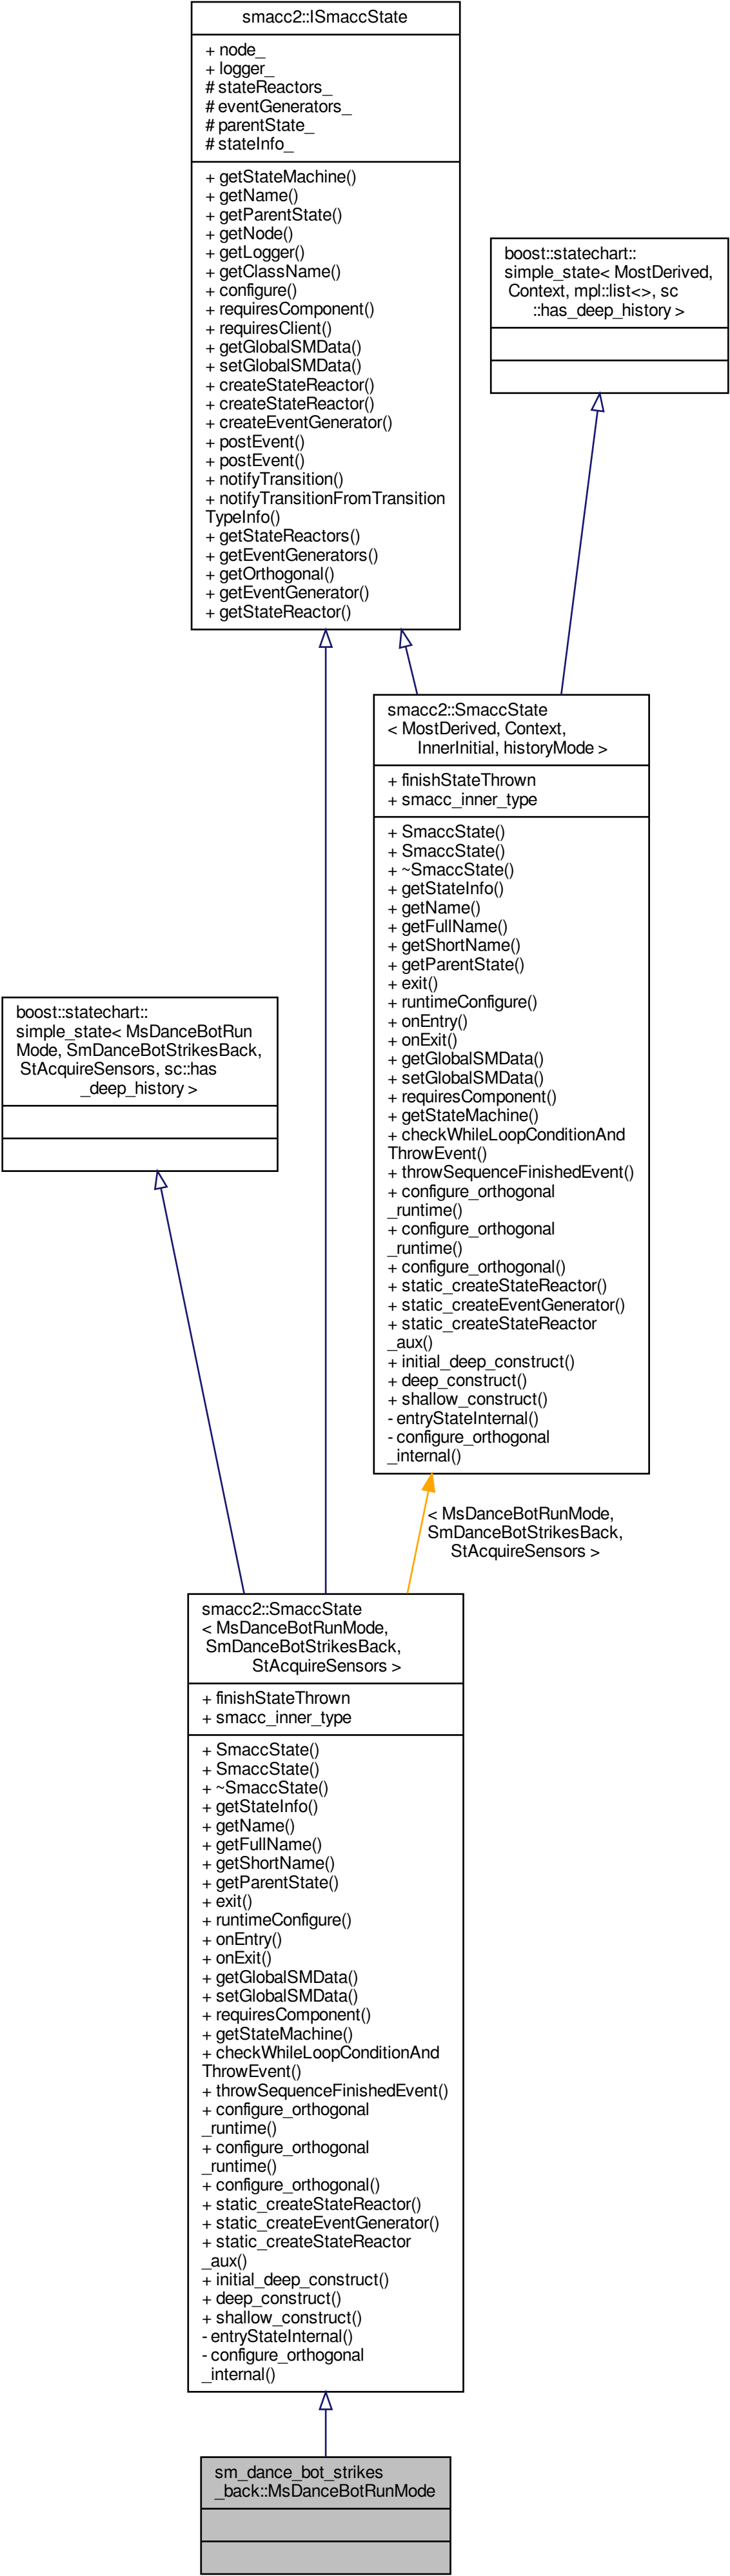 smacc2::ISmaccState
+ node_
+ logger_
# stateReactors_
# eventGenerators_
# parentState_
# stateInfo_
+ getStateMachine()
+ getName()
+ getParentState()
+ getNode()
+ getLogger()
+ getClassName()
+ configure()
+ requiresComponent()
+ requiresClient()
+ getGlobalSMData()
+ setGlobalSMData()
+ createStateReactor()
+ createStateReactor()
+ createEventGenerator()
+ postEvent()
+ postEvent()
+ notifyTransition()
+ notifyTransitionFromTransition
TypeInfo()
+ getStateReactors()
+ getEventGenerators()
+ getOrthogonal()
+ getEventGenerator()
+ getStateReactor()
boost::statechart::
simple_state< MostDerived,
Context, mpl::list<>, sc
::has_deep_history >
smacc2::SmaccState
< MostDerived, Context,
InnerInitial, historyMode >
+ finishStateThrown
+ smacc_inner_type
+ SmaccState()
+ SmaccState()
+ ~SmaccState()
+ getStateInfo()
+ getName()
+ getFullName()
+ getShortName()
+ getParentState()
+ exit()
+ runtimeConfigure()
+ onEntry()
+ onExit()
+ getGlobalSMData()
+ setGlobalSMData()
+ requiresComponent()
+ getStateMachine()
+ checkWhileLoopConditionAnd
ThrowEvent()
+ throwSequenceFinishedEvent()
+ configure_orthogonal
_runtime()
+ configure_orthogonal
_runtime()
+ configure_orthogonal()
+ static_createStateReactor()
+ static_createEventGenerator()
+ static_createStateReactor
_aux()
+ initial_deep_construct()
+ deep_construct()
+ shallow_construct()
- entryStateInternal()
- configure_orthogonal
_internal()
boost::statechart::
simple_state< MsDanceBotRun
Mode, SmDanceBotStrikesBack,
StAcquireSensors, sc::has
_deep_history >
< MsDanceBotRunMode,
SmDanceBotStrikesBack,
StAcquireSensors >
smacc2::SmaccState
< MsDanceBotRunMode,
SmDanceBotStrikesBack,
StAcquireSensors >
+ finishStateThrown
+ smacc_inner_type
+ SmaccState()
+ SmaccState()
+ ~SmaccState()
+ getStateInfo()
+ getName()
+ getFullName()
+ getShortName()
+ getParentState()
+ exit()
+ runtimeConfigure()
+ onEntry()
+ onExit()
+ getGlobalSMData()
+ setGlobalSMData()
+ requiresComponent()
+ getStateMachine()
+ checkWhileLoopConditionAnd
ThrowEvent()
+ throwSequenceFinishedEvent()
+ configure_orthogonal
_runtime()
+ configure_orthogonal
_runtime()
+ configure_orthogonal()
+ static_createStateReactor()
+ static_createEventGenerator()
+ static_createStateReactor
_aux()
+ initial_deep_construct()
+ deep_construct()
+ shallow_construct()
- entryStateInternal()
- configure_orthogonal
_internal()
sm_dance_bot_strikes
_back::MsDanceBotRunMode